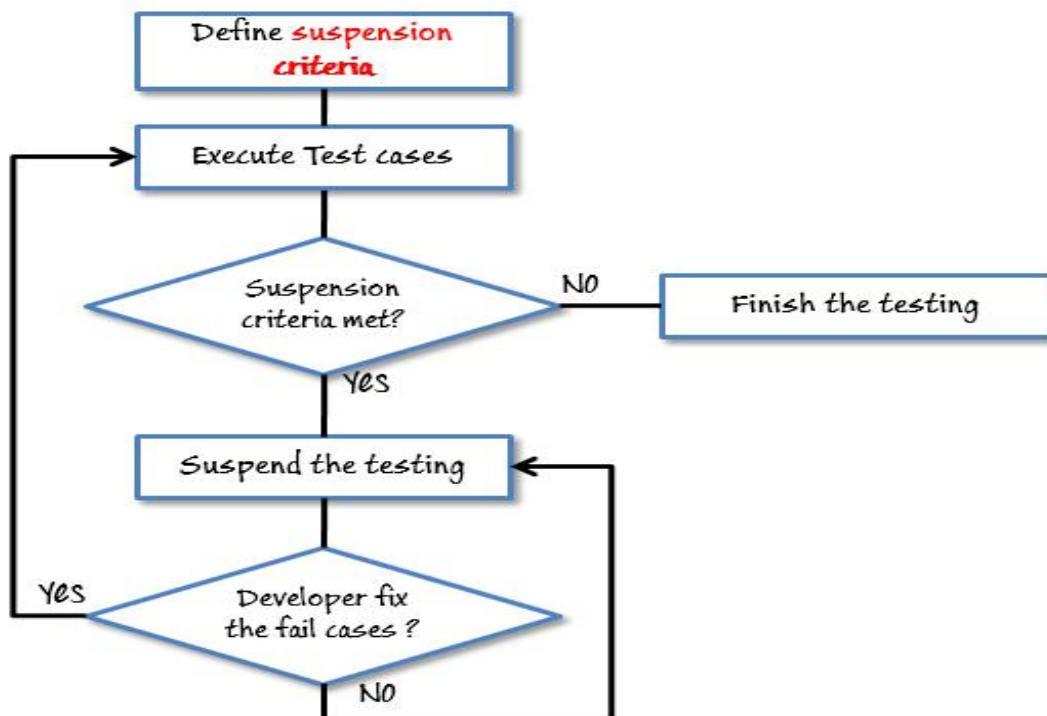 Define suspension
criteria
Execute Test cases
Suspension
criteria met?
NO
Finish the testing
Yes
Suspend the testing
Yes
Developer fix
the fail cases ?
NO